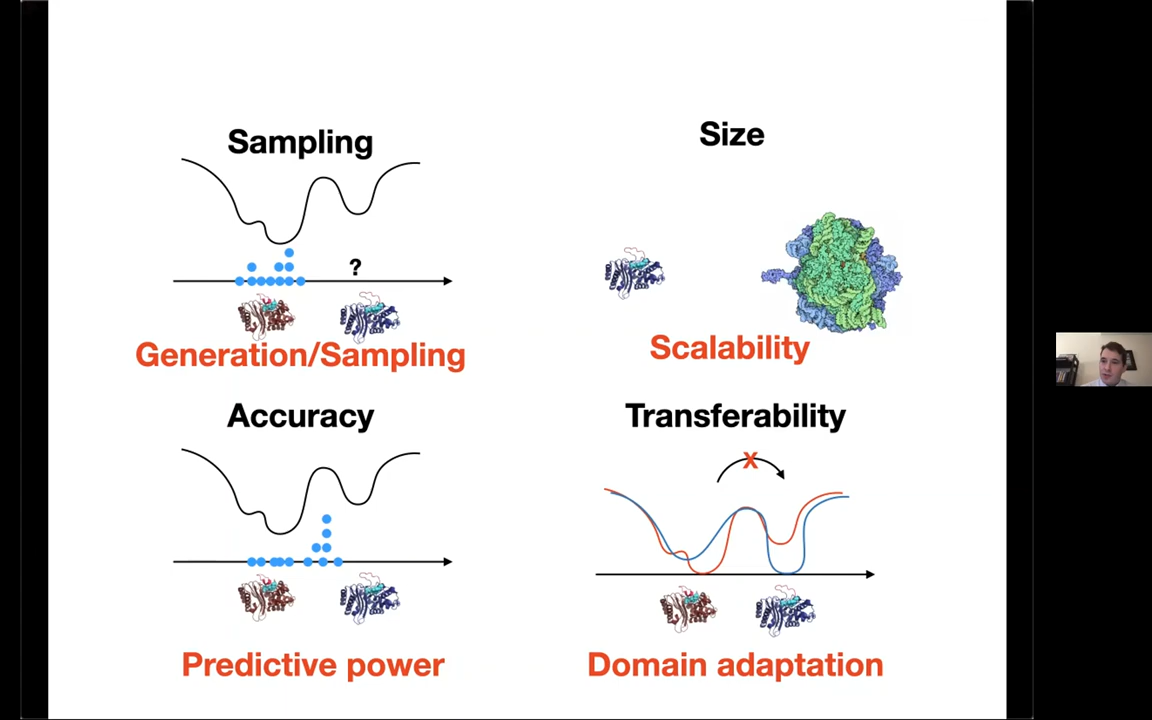 Sampling
?
Generation/Sampling
Size
Scalability
Accuracy
Predictive power
Transferability
X
Domain adaptation